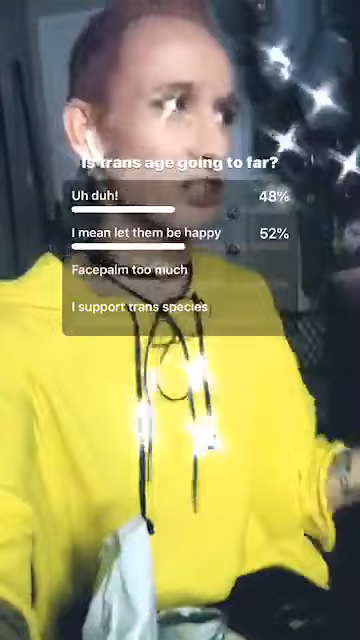 Is trans age going to far?
Uh duh!
48%
I mean let them be happy
52%
Facepalm too much
I support trans species